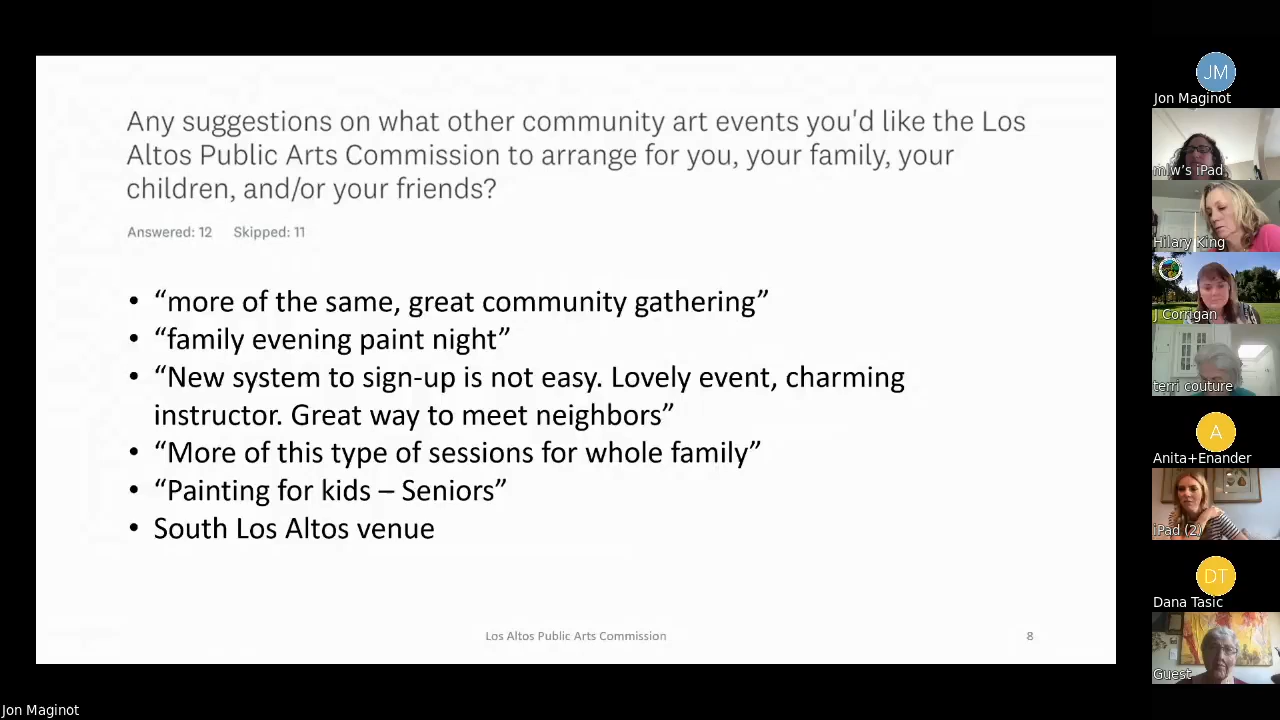 Any suggestions on what other community art events you'd like the Los
Altos Public Arts Commission to arrange for you, your family, your
children, and/or your friends?
Answered: 12 Skipped: 11
• “more of the same, great community gathering”
• “family evening paint night”
• “New system to sign-up is not easy. Lovely event, charming
instructor. Great way to meet neighbors”
• “More of this type of sessions for whole family”
• “Painting for kids – Seniors”
• South Los Altos venue
Los Altos Public Arts Commission 8
JM
Jon Maginot
mlw’s iPad
Hilary King
J Corrigan
terri couture
A
Anita+Enander
iPad (2)
DT
Dana Tasic
Guest
Jon Maginot